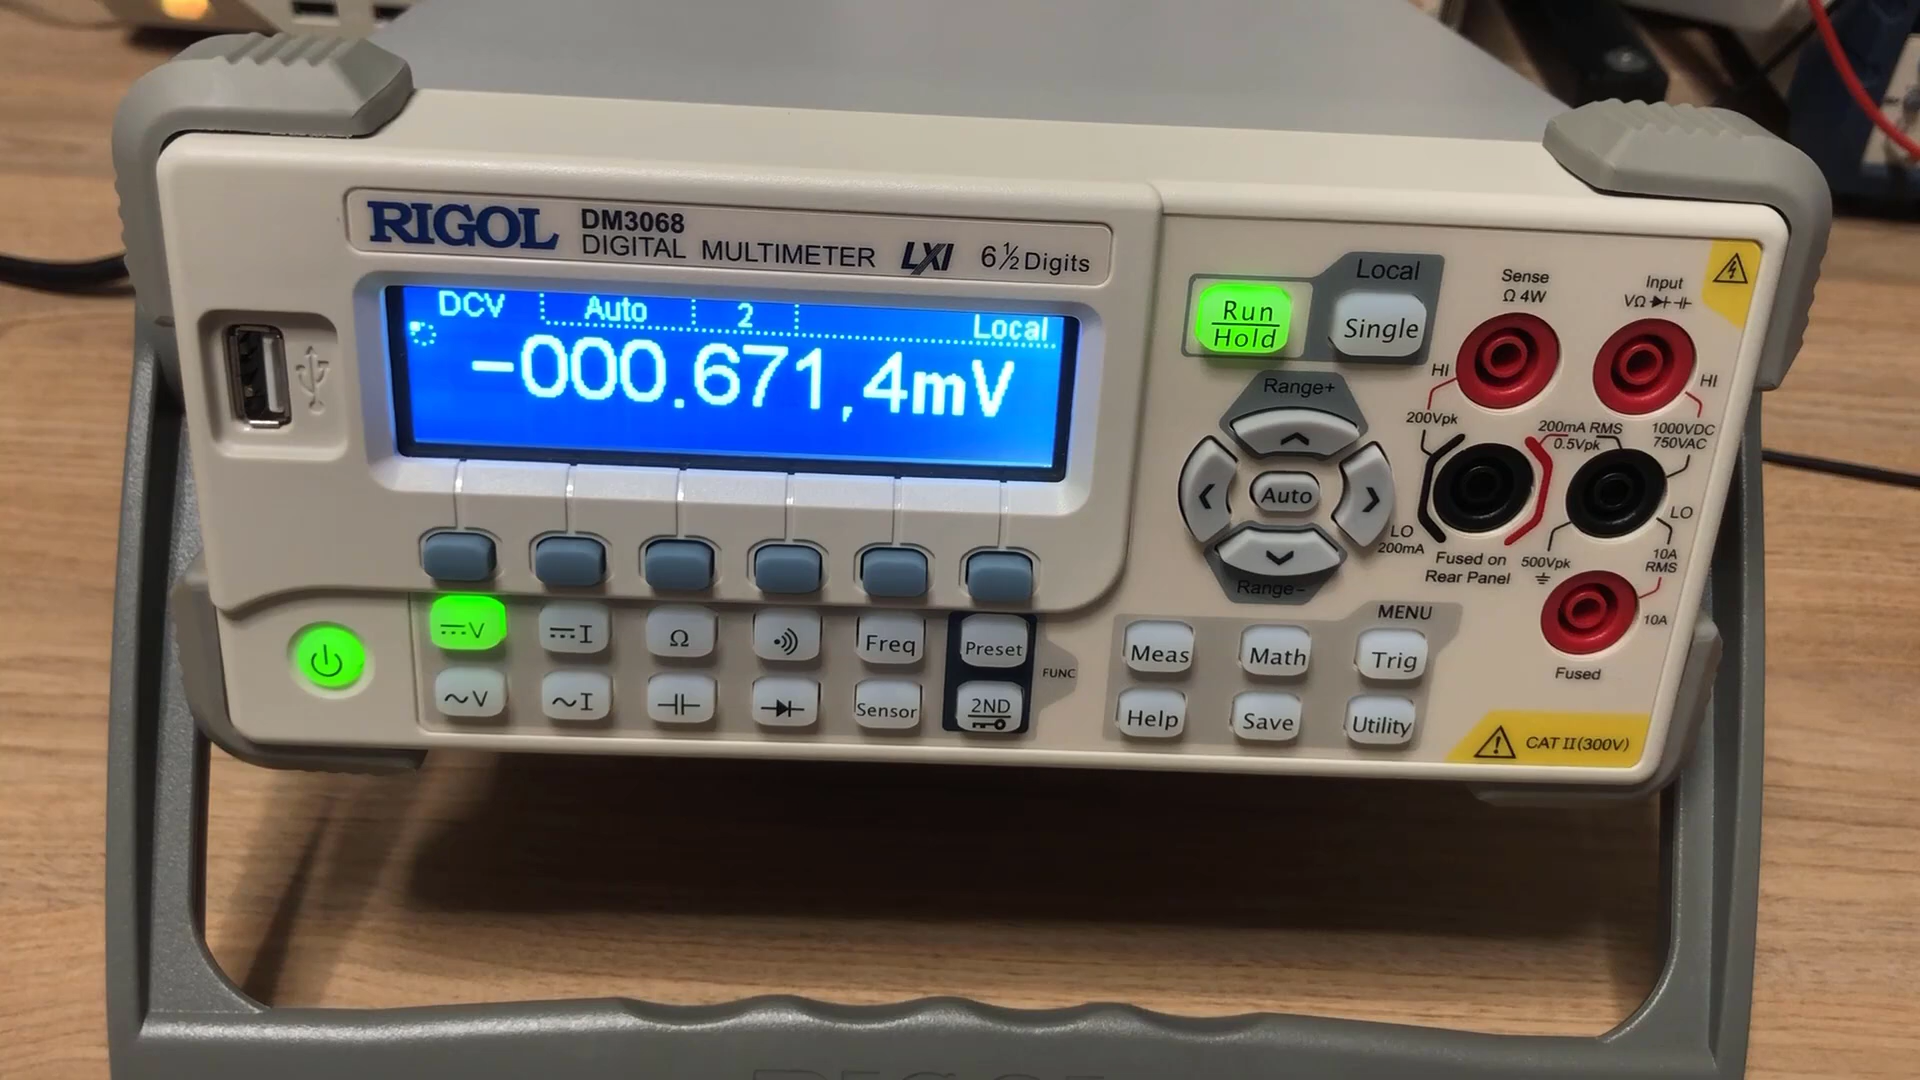 RIGOL
DM3068
DIGITAL MULTIMETER
LXI
6½ Digits
DCV
Auto
2
Local
-000.671,4mV
Run
Hold
Local
Single
Range+
Auto
Range-
Sense
Ω 4W
Input
VΩ
HI
HI
200Vpk
200mA RMS
0.5Vpk
1000VDC
750VAC
LO
200mA
LO
Fused on
Rear Panel
500Vpk
10A
RMS
10A
Fused
V
I
Ω
Freq
Preset
FUNC
~V
~I
Sensor
2ND
MENU
Meas
Math
Trig
Help
Save
Utility
CAT II(300V)